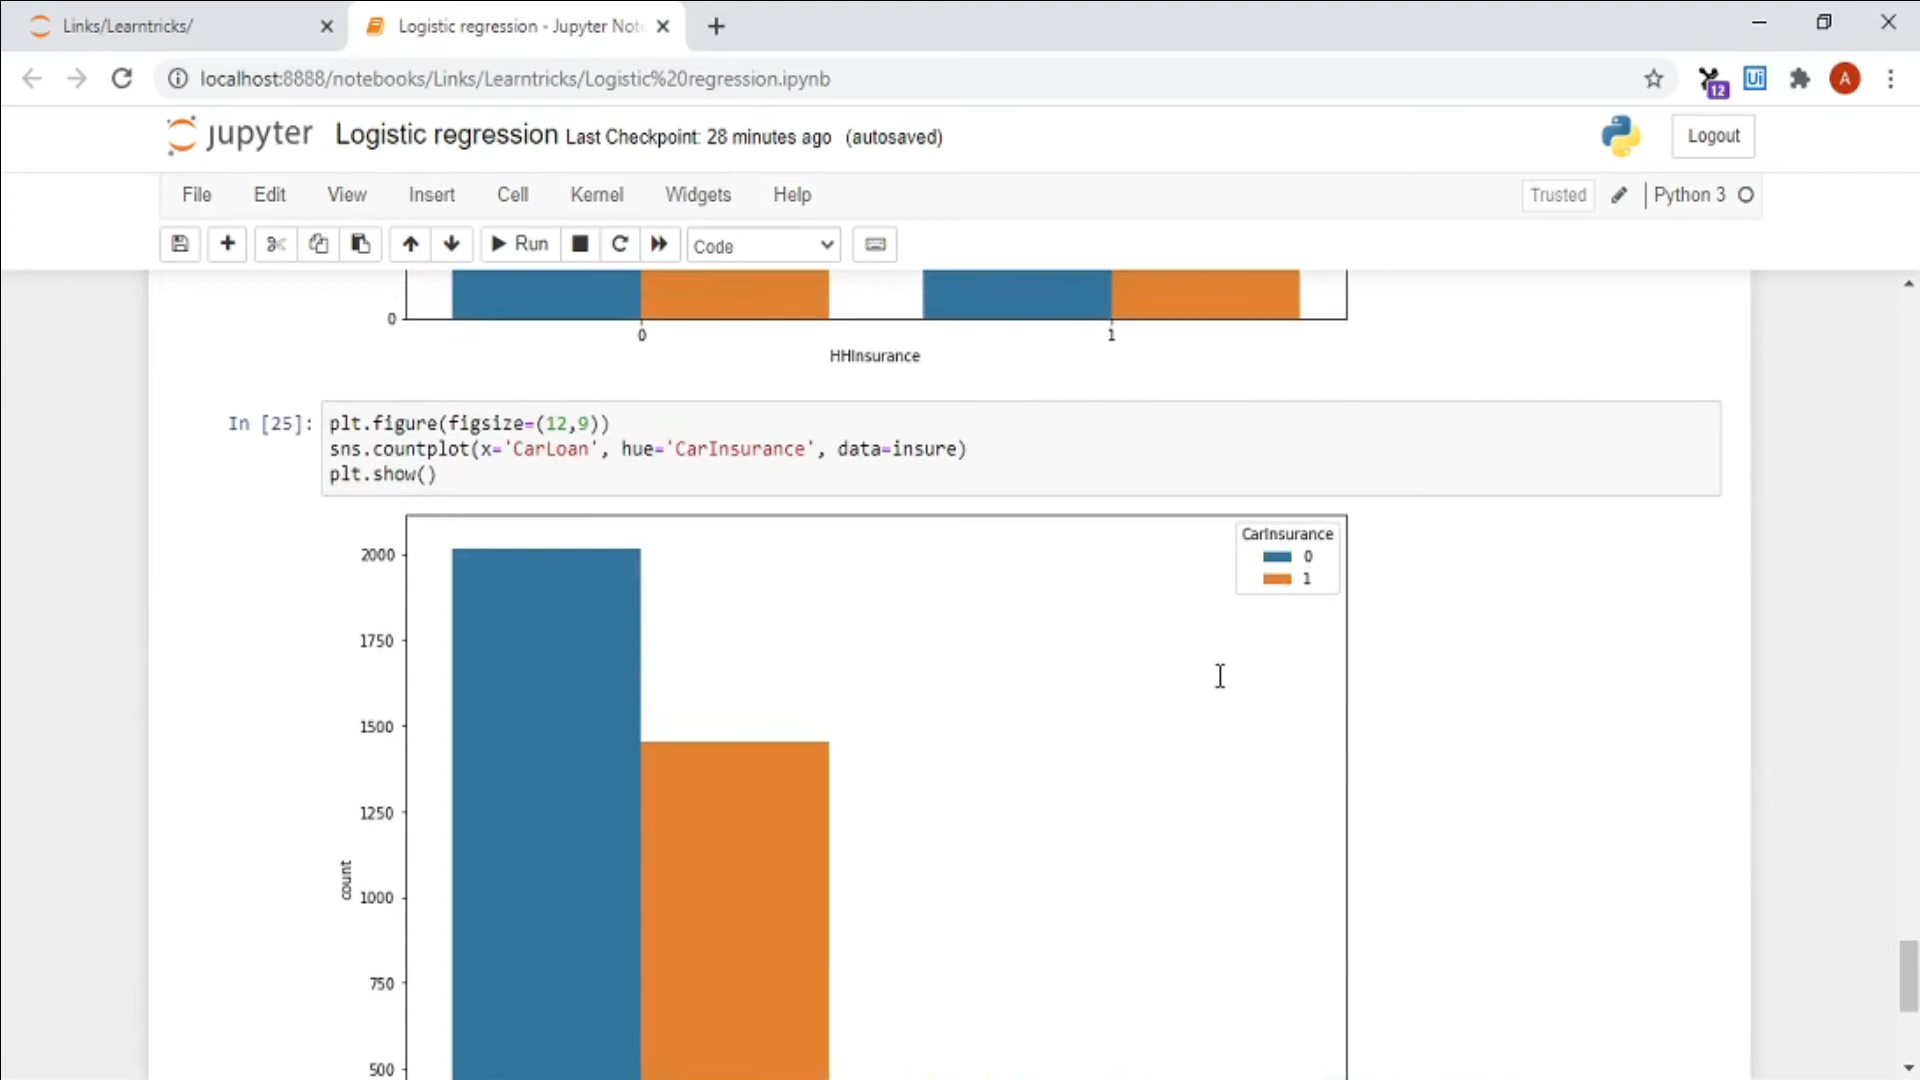 Links/Learntricks/
Logistic regression - Jupyter Not
localhost:8888/notebooks/Links/Learntricks/Logistic%20regression.ipynb
12
Ui
A
jupyter Logistic regression Last Checkpoint: 28 minutes ago (autosaved)
Logout
File Edit View Insert Cell Kernel Widgets Help
Trusted
Python 3
Run
Code
0
0 1
HHInsurance
In [25]:
plt.figure(figsize=(12,9))
sns.countplot(x='CarLoan', hue='CarInsurance', data=insure)
plt.show()
CarInsurance
0
1
2000
1750
1500
1250
1000
750
500
count